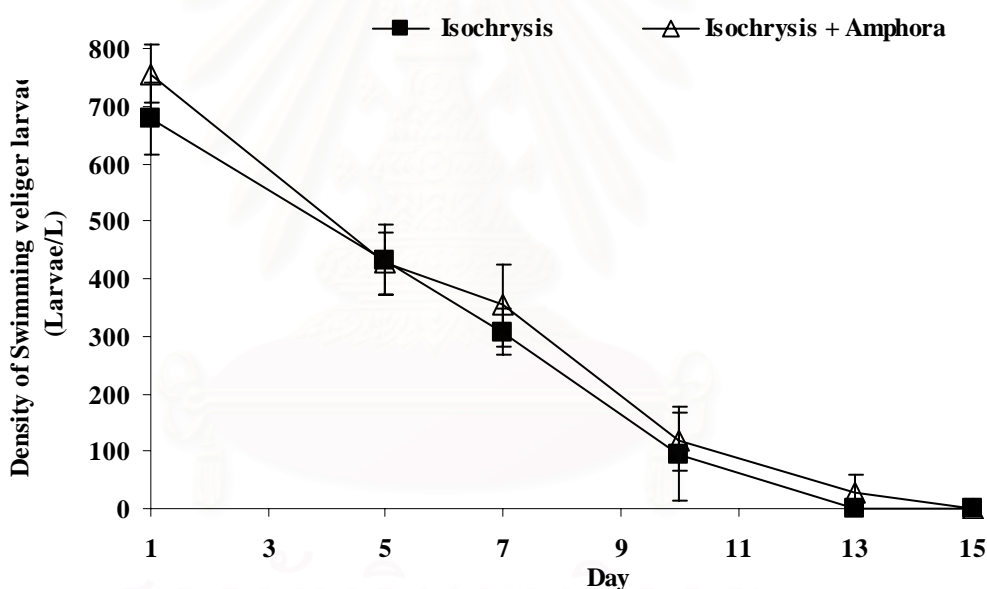 Isochrysis
Isochrysis + Amphora
Density of Swimming veliger
(Larvae/L)
800
700
600
500
400
300
200
100
0
1 3 5 7 9 11 13 15
Day